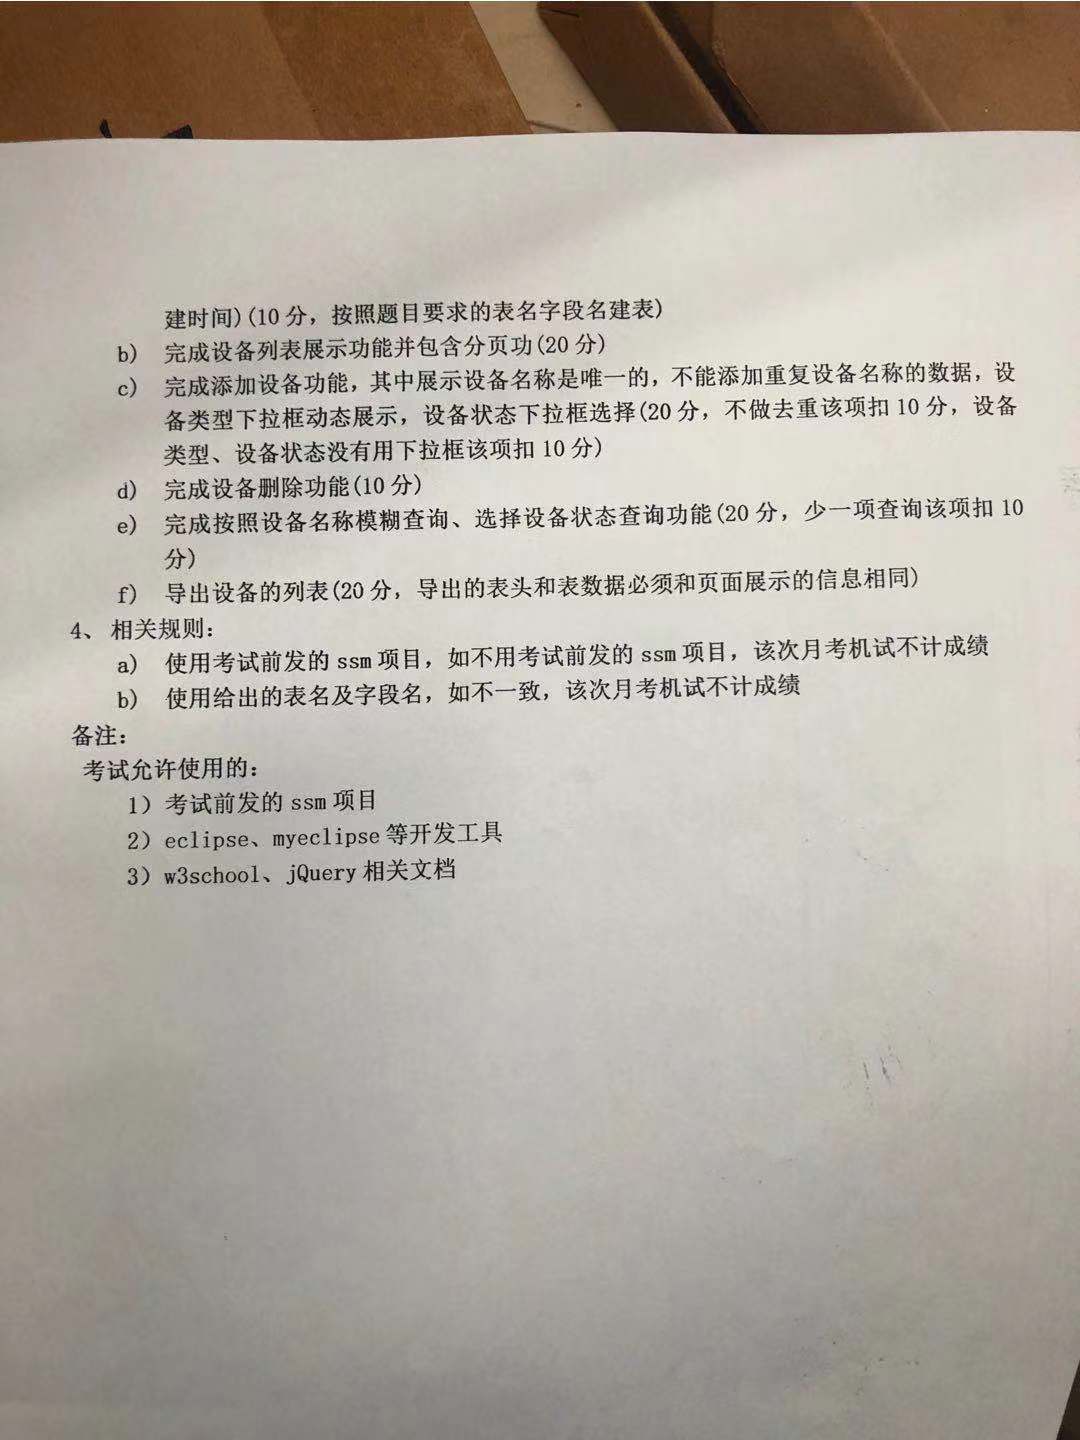 建时间)(10 分，按照题目要求的表名字段名建表)
b) 完成设备列表展示功能并包含分页功(20 分)
c) 完成添加设备功能，其中展示设备名称是唯一的，不能添加重复设备名称的数据，设
备类型下拉框动态展示，设备状态下拉框选择(20 分，不做去重该项扣 10 分，设备
类型、设备状态没有用下拉框该项扣 10 分)
d) 完成设备删除功能(10 分)
e) 完成按照设备名称模糊查询、选择设备状态查询功能(20 分，少一项查询该项扣 10
分)
f) 导出设备的列表(20 分，导出的表头和表数据必须和页面展示的信息相同)
4、 相关规则：
a) 使用考试前发的 ssm 项目，如不用考试前发的 ssm 项目，该次月考机试不计成绩
b) 使用给出的表名及字段名，如不一致，该次月考机试不计成绩
备注：
考试允许使用的：
1）考试前发的 ssm 项目
2）eclipse、myeclipse 等开发工具
3）w3school、jQuery 相关文档